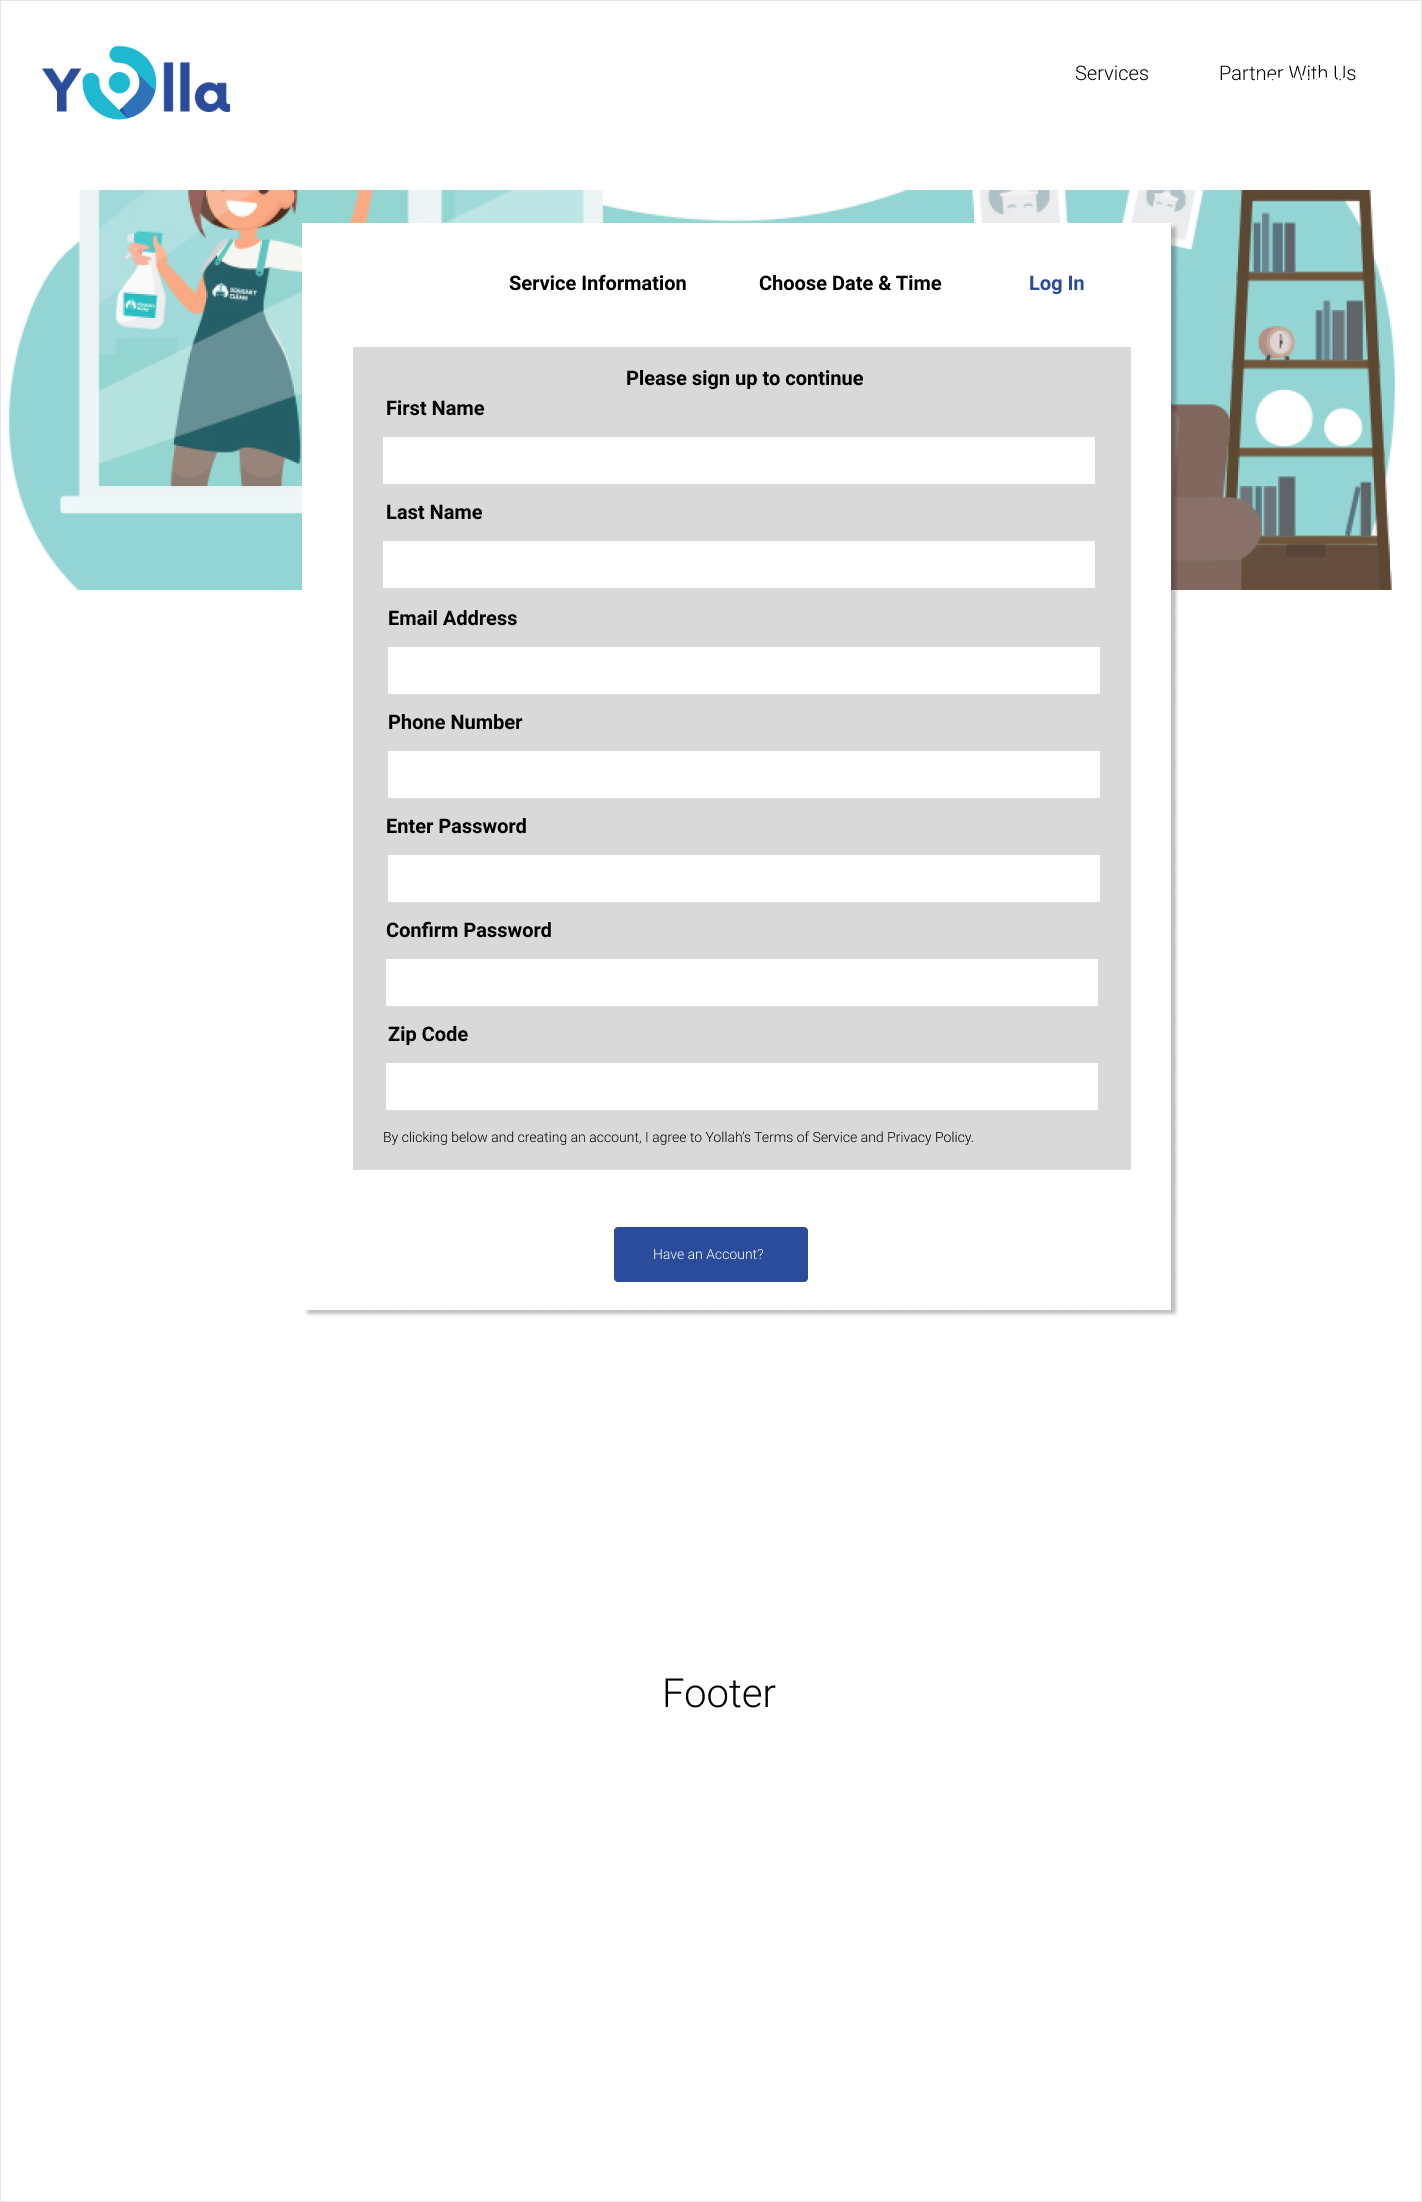 Yolla
Services
Partner With Us
SQUEAKY
CLEAN
Service Information
Choose Date & Time
Log In
Please sign up to continue
First Name
Last Name
Email Address
Phone Number
Enter Password
Confirm Password
Zip Code
By clicking below and creating an account, I agree to Yollah's Terms of Service and Privacy Policy.
Have an Account?
Footer